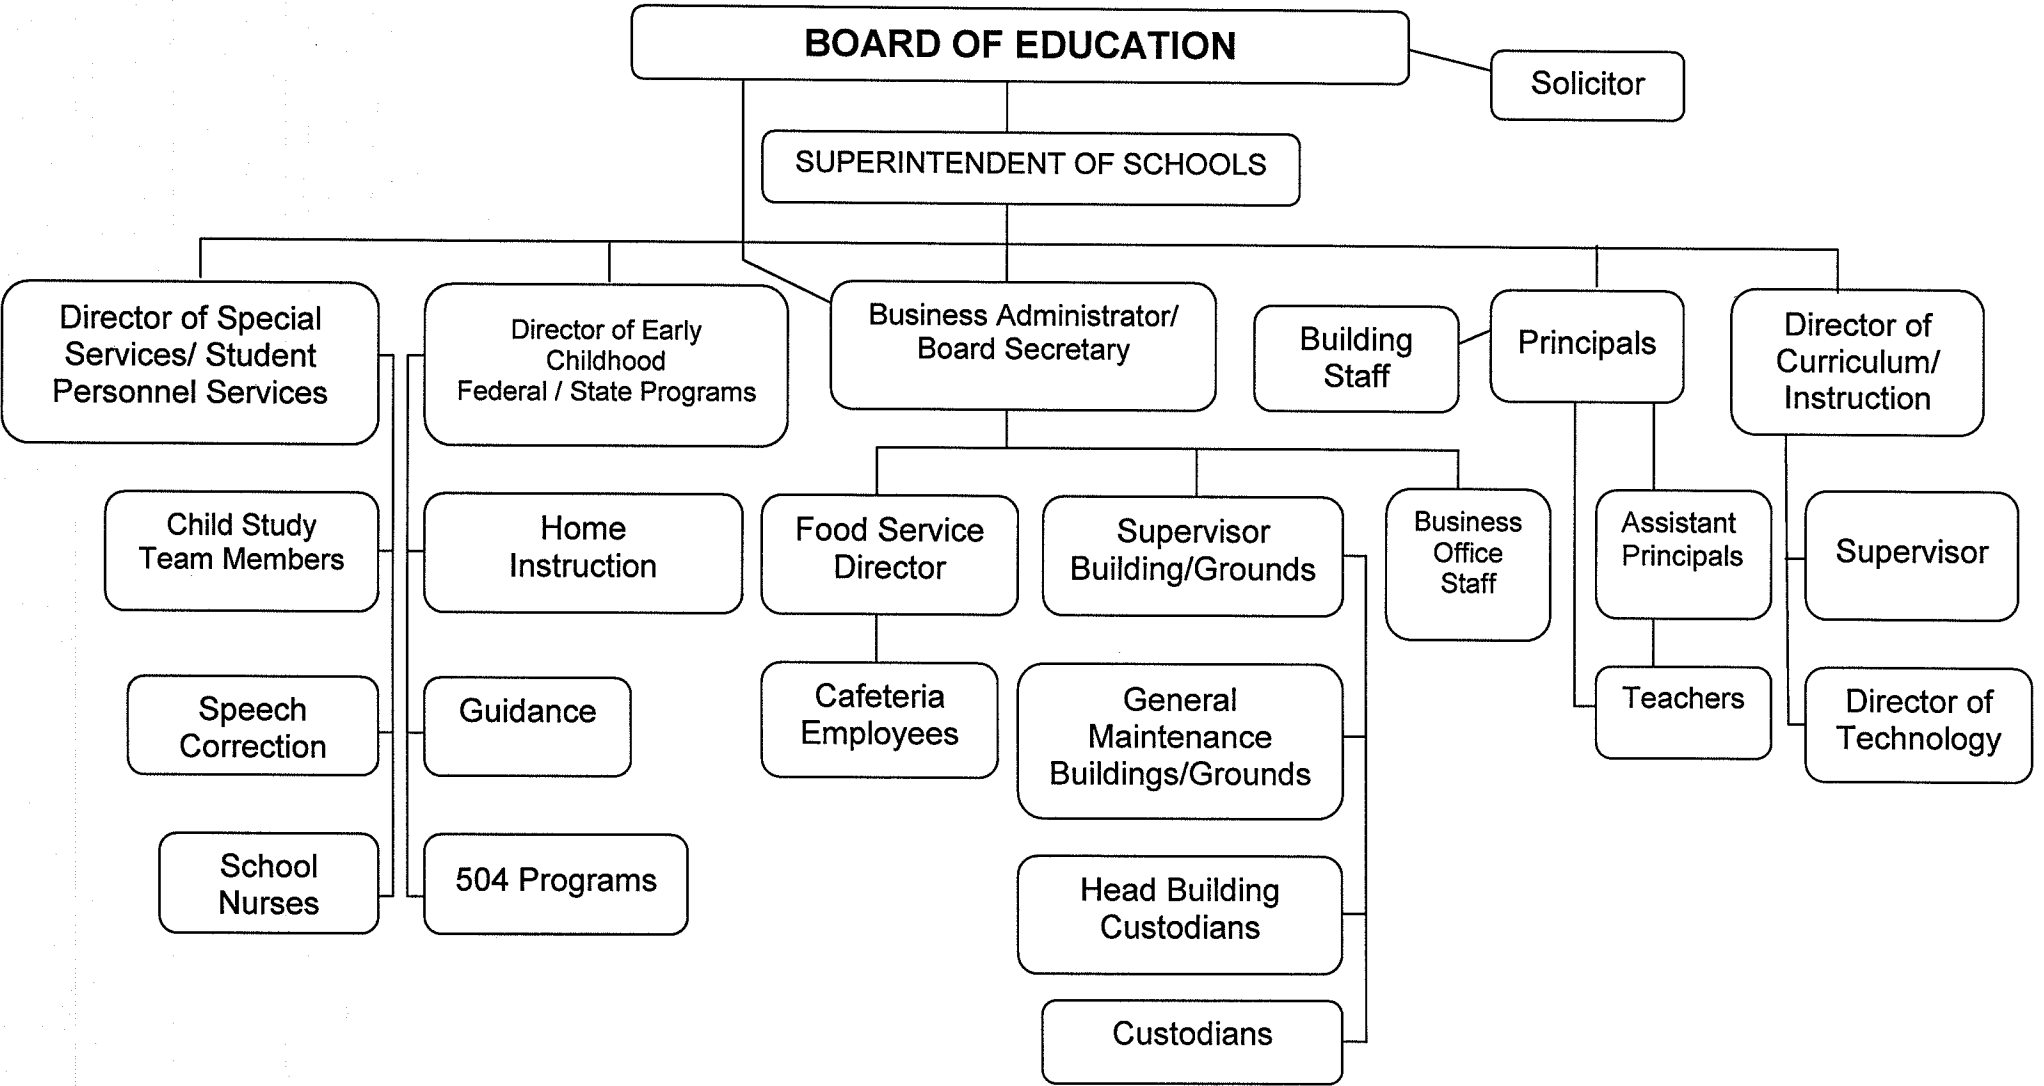 BOARD OF EDUCATION
Solicitor
SUPERINTENDENT OF SCHOOLS
Director of Special
Services/ Student
Personnel Services
Director of Early
Childhood
Federal / State Programs
Business Administrator/
Board Secretary
Building
Staff
Principals
Director of
Curriculum/
Instruction
Child Study
Team Members
Home
Instruction
Food Service
Director
Supervisor
Building/Grounds
Business
Office
Staff
Assistant
Principals
Supervisor
Speech
Correction
Guidance
Cafeteria
Employees
General
Maintenance
Buildings/Grounds
Teachers
Director of
Technology
School
Nurses
504 Programs
Head Building
Custodians
Custodians